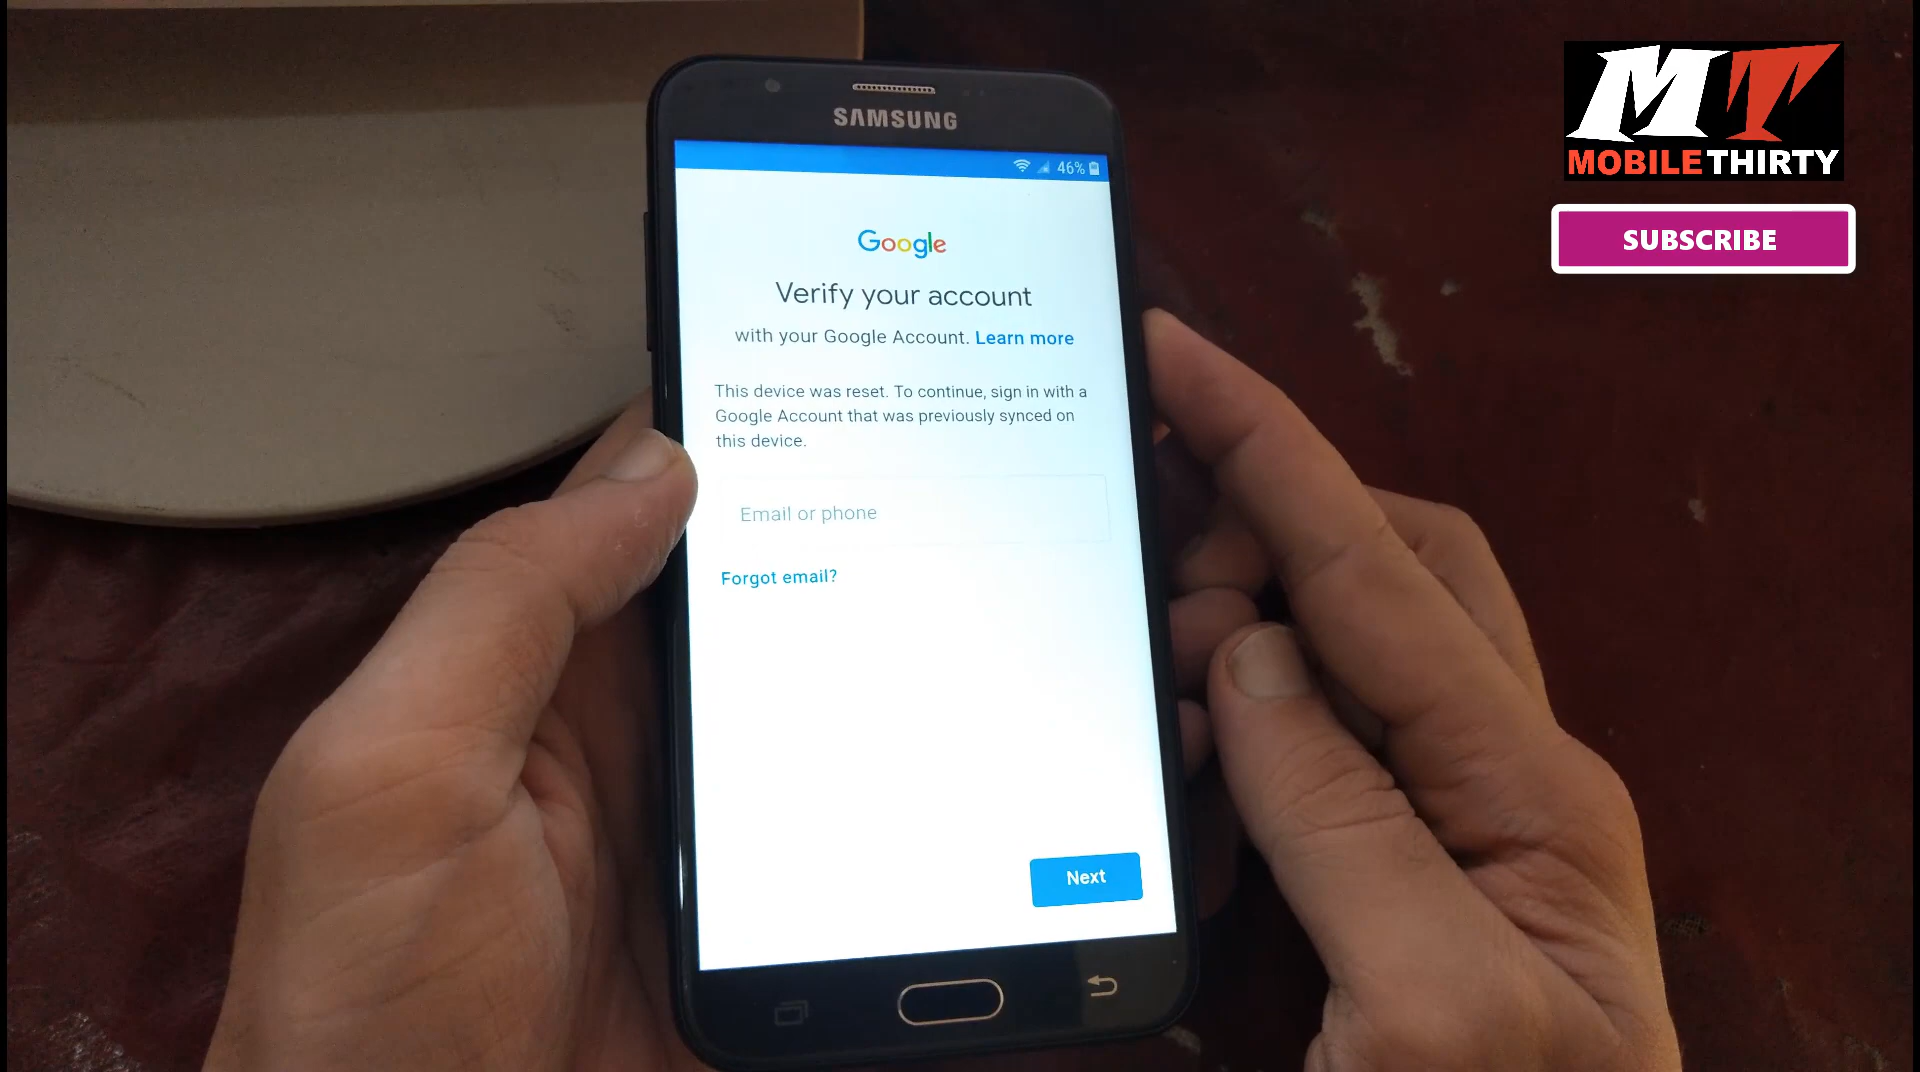 SAMSUNG
46%
Google
Verify your account
with your Google Account. Learn more
This device was reset. To continue, sign in with a
Google Account that was previously synced on
this device.
Email or phone
Forgot email?
Next
MT
MOBILE THIRTY
SUBSCRIBE